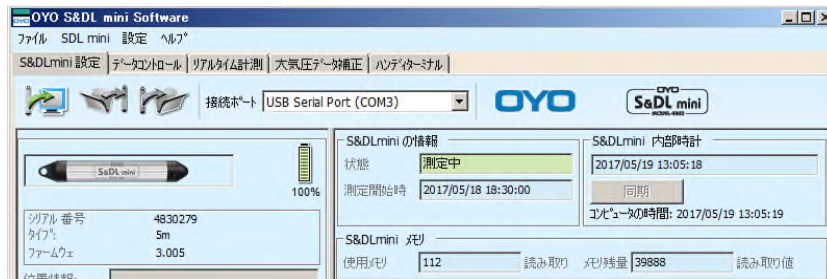 OYO S&DL mini Software
ファイル SDL mini 設定 ヘルプ
S&DLmini 設定 データコントロール リアルタイム計測 大気圧データ補正 ハンディターミナル
接続ポート USB Serial Port (COM3) OYO OYO S&DL mini
S&DLmini の情報 S&DLmini 内部時計
状態 測定中 2017/05/19 13:05:18
S&DL mini 100% 測定開始時 2017/05/18 18:30:00 同期
コンピュータの時間: 2017/05/19 13:05:19
シリアル 番号 4830279
タイプ: 5m S&DLmini メモリ
ファームウェ 3.005 使用メモリ 112 読み取り メモリ残量 39888 読み取り値
位置情報: